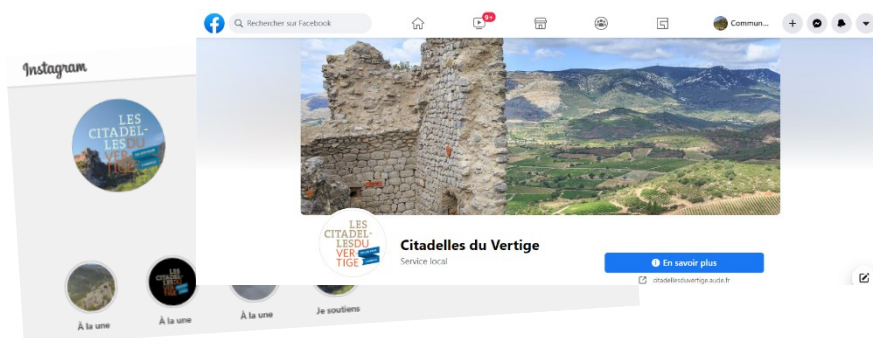 Rechercher sur Facebook
9+
Commun...
Instagram
LES
CITADEL-
LESDU
VER-
TIGE
LES
CITADEL-
LESDU
VER-
TIGE
Citadelles du Vertige
Service local
En savoir plus
citadellesduvertige.aude.fr
À la une
À la une
À la une
Je soutiens